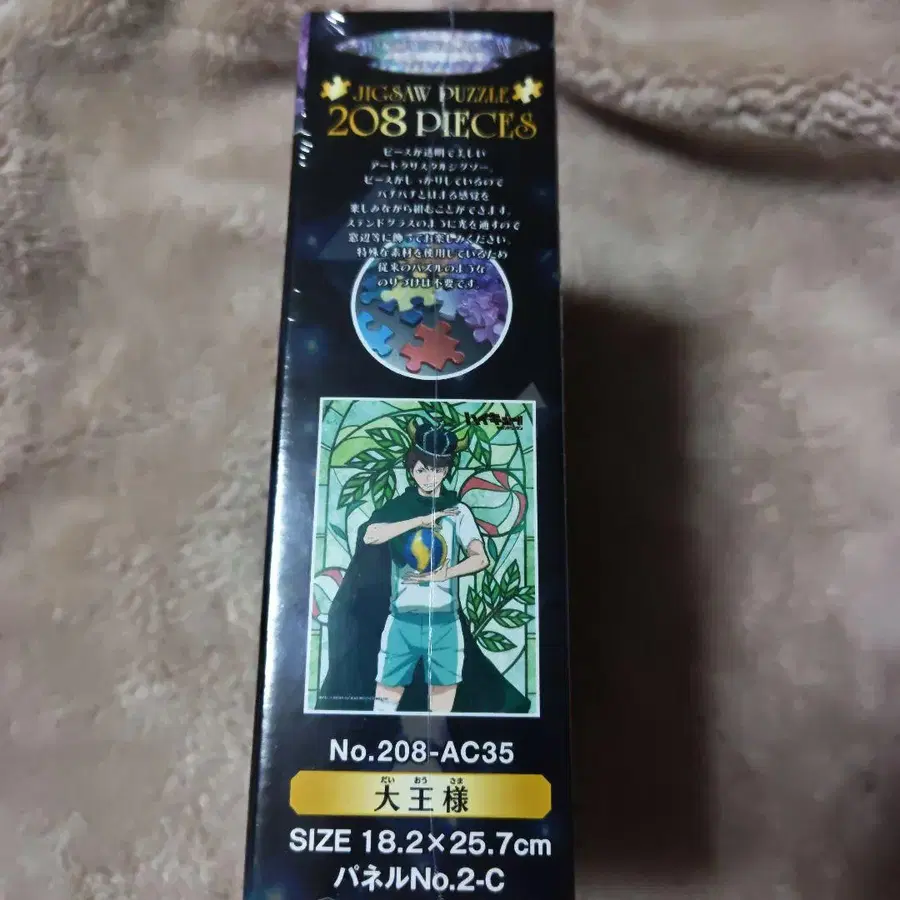 JIGSAW PUZZLE
208 PIECES
ピースが透明で美しい
アートクリスタルジグソー。
ピースがしっかりしているので
パチパチとはまる感覚を
楽しみながら組むことができます。
ステンドグラスのように光を通すので
窓辺等に飾ってお楽しみください。
特殊な素材を使用しているため
従来のパズルのような
のりづけは不要です。
ハイキュー!!
No.208-AC35
だい おう さま
大王様
SIZE 18.2×25.7cm
パネルNo.2-C